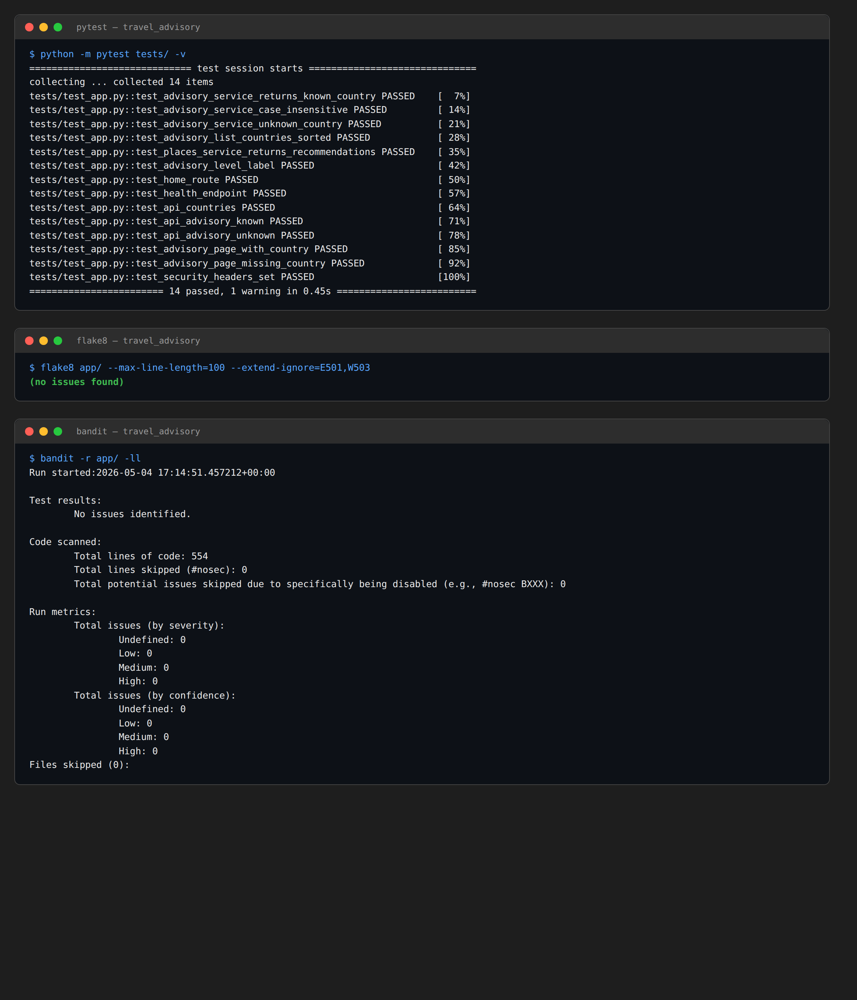 pytest — travel_advisory
$ python -m pytest tests/ -v
============================= test session starts ==============================
collecting ... collected 14 items
tests/test_app.py::test_advisory_service_returns_known_country PASSED    [  7%]
tests/test_app.py::test_advisory_service_case_insensitive PASSED         [ 14%]
tests/test_app.py::test_advisory_service_unknown_country PASSED          [ 21%]
tests/test_app.py::test_advisory_list_countries_sorted PASSED            [ 28%]
tests/test_app.py::test_places_service_returns_recommendations PASSED    [ 35%]
tests/test_app.py::test_advisory_level_label PASSED                      [ 42%]
tests/test_app.py::test_home_route PASSED                                [ 50%]
tests/test_app.py::test_health_endpoint PASSED                           [ 57%]
tests/test_app.py::test_api_countries PASSED                             [ 64%]
tests/test_app.py::test_api_advisory_known PASSED                        [ 71%]
tests/test_app.py::test_api_advisory_unknown PASSED                      [ 78%]
tests/test_app.py::test_advisory_page_with_country PASSED                [ 85%]
tests/test_app.py::test_advisory_page_missing_country PASSED             [ 92%]
tests/test_app.py::test_security_headers_set PASSED                      [100%]
======================== 14 passed, 1 warning in 0.45s =========================
flake8 — travel_advisory
$ flake8 app/ --max-line-length=100 --extend-ignore=E501,W503
(no issues found)
bandit — travel_advisory
$ bandit -r app/ -ll
Run started:2026-05-04 17:14:51.457212+00:00
Test results:
No issues identified.
Code scanned:
Total lines of code: 554
Total lines skipped (#nosec): 0
Total potential issues skipped due to specifically being disabled (e.g., #nosec BXXX): 0
Run metrics:
Total issues (by severity):
Undefined: 0
Low: 0
Medium: 0
High: 0
Total issues (by confidence):
Undefined: 0
Low: 0
Medium: 0
High: 0
Files skipped (0):